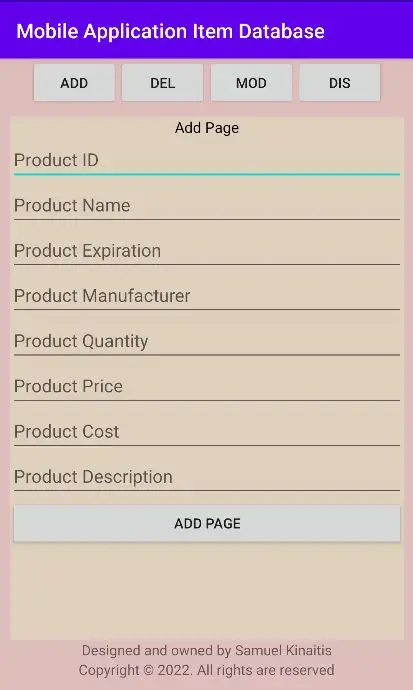 Mobile Application Item Database
ADD DEL MOD DIS
Add Page
Product ID
Product Name
Product Expiration
Product Manufacturer
Product Quantity
Product Price
Product Cost
Product Description
ADD PAGE
Designed and owned by Samuel Kinaitis
Copyright © 2022. All rights are reserved